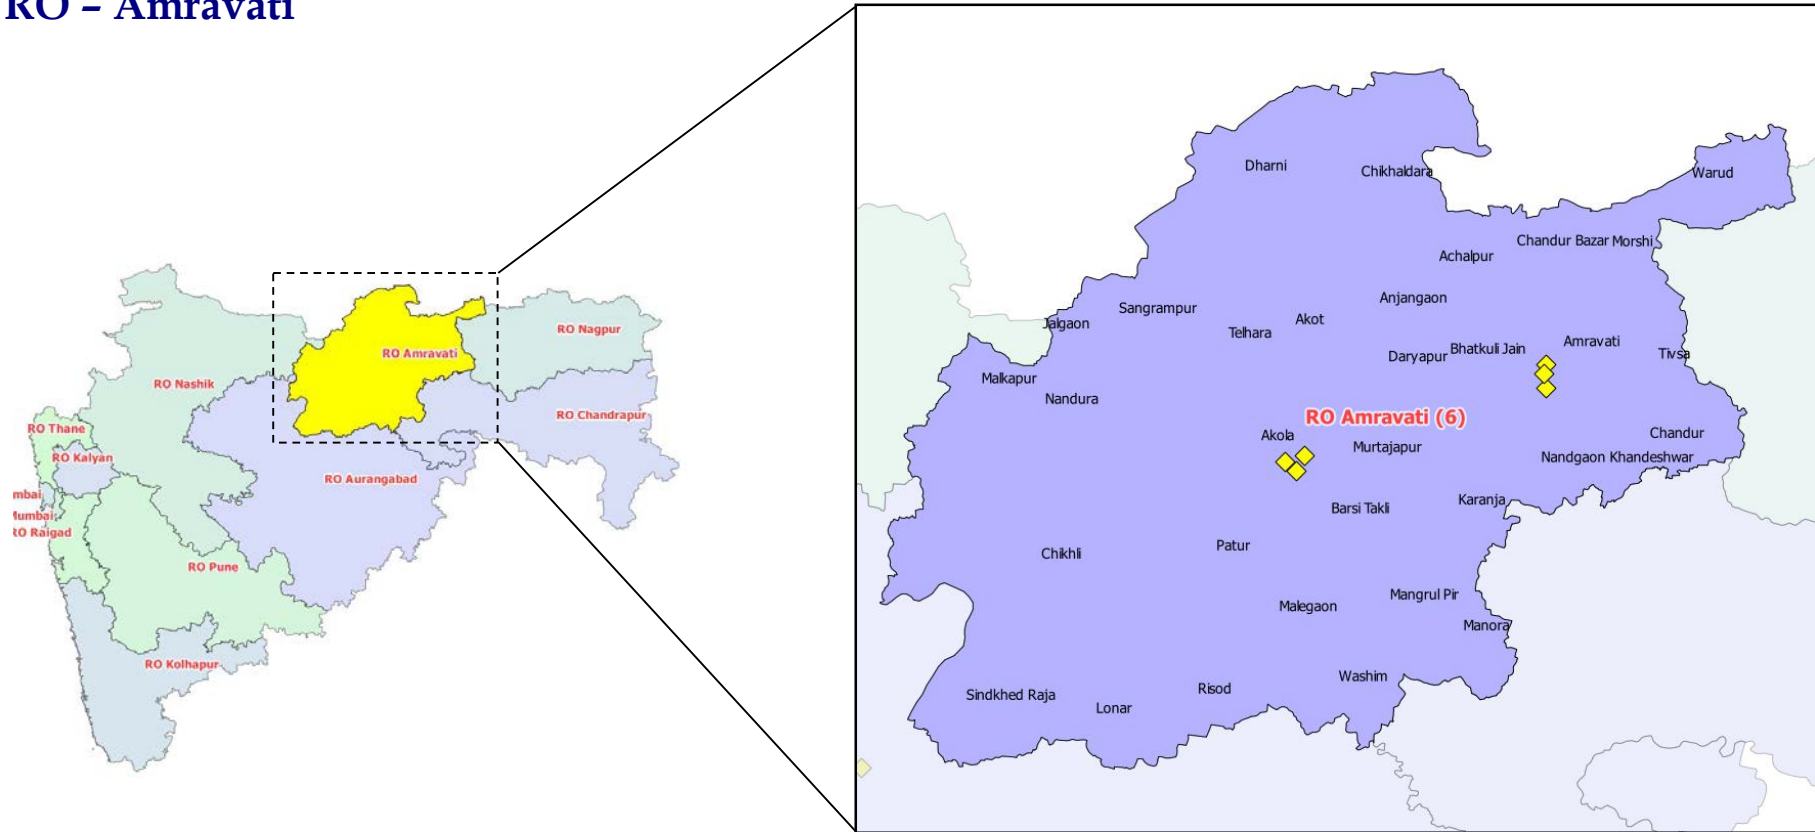 RO – Amravati
RO Nagpur
RO Amravati
RO Nashik
RO Chandrapur
RO Thane
RO Kalyan
RO Aurangabad
mbai
Mumbai
RO Raigad
RO Pune
RO Kolhapur
Dharni
Chikhaldara
Warud
Chandur Bazar
Morshi
Achalpur
Anjangaon
Sangrampur
Jalgaon
Telhara
Akot
Amravati
Daryapur
Bhatkuli Jain
Tivsa
Malkapur
Nandura
RO Amravati (6)
Akola
Murtajapur
Chandur
Nandgaon Khandeshwar
Karanja
Barsi Takli
Patur
Chikhli
Mangrul Pir
Malegaon
Manora
Washim
Risod
Sindkhed Raja
Lonar